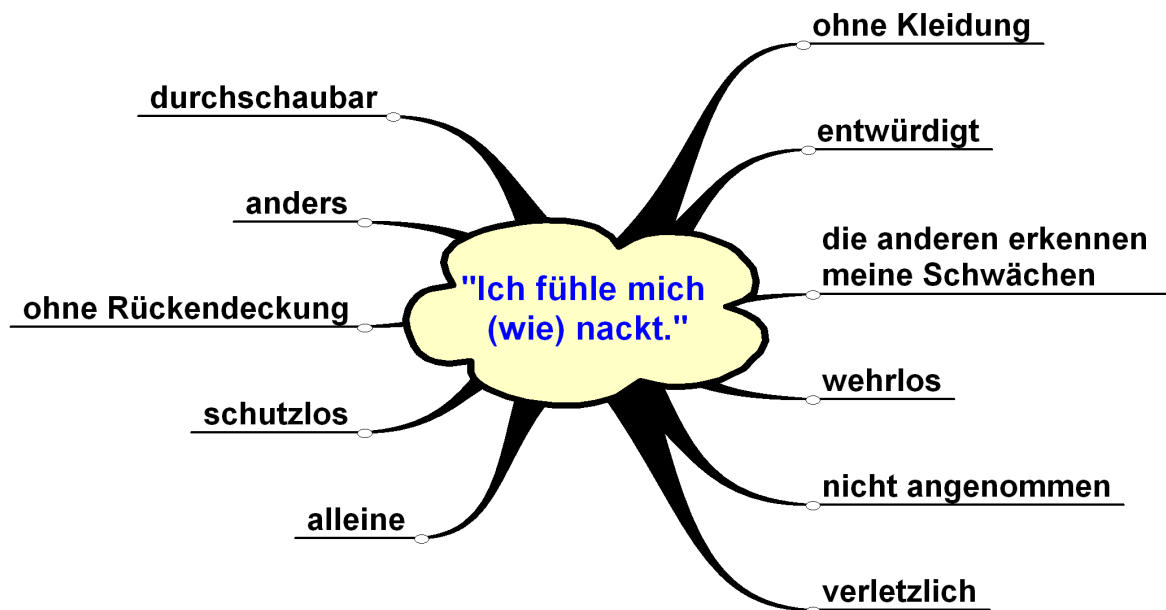 ohne Kleidung
durchschaubar
entwürdigt
anders
die anderen erkennen
meine Schwächen
"Ich fühle mich
(wie) nackt."
ohne Rückendeckung
wehrlos
schutzlos
nicht angenommen
alleine
verletzlich